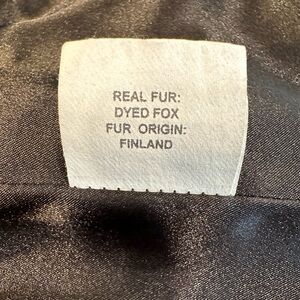 REAL FUR:
DYED FOX
FUR ORIGIN:
FINLAND